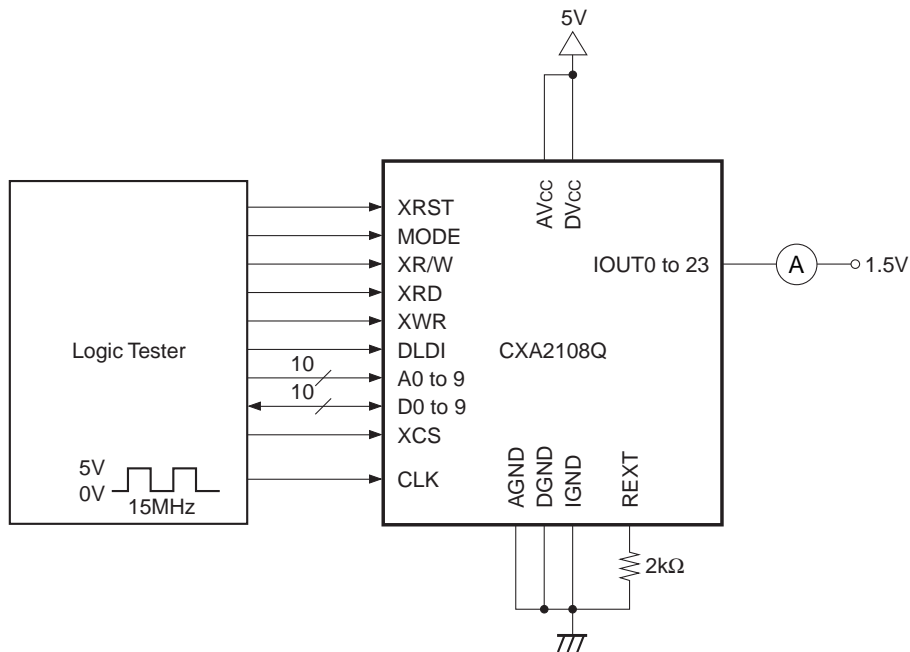 5V
AVCC
DVCC
XRST
MODE
XR/W
XRD
XWR
DLDI
10
A0 to 9
10
D0 to 9
XCS
CLK
Logic Tester
5V
0V
15MHz
CXA2108Q
IOUT0 to 23
A
1.5V
AGND
DGND
IGND
REXT
2kΩ